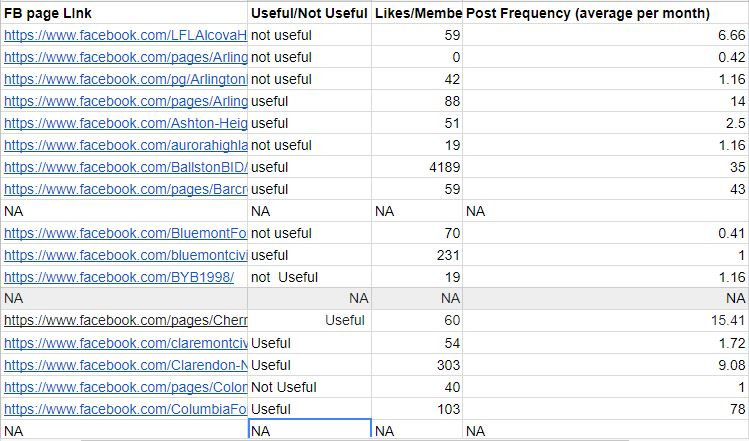 FB page LInk Useful/Not Useful Likes/Membe Post Frequency (average per month)
https://www.facebook.com/LFLAlcovaH not useful 59 6.66
https://www.facebook.com/pages/Arling not useful 0 0.42
https://www.facebook.com/pg/Arlington not useful 42 1.16
https://www.facebook.com/pages/Arling useful 88 14
https://www.facebook.com/Ashton-Heig useful 51 2.5
https://www.facebook.com/aurorahighla not useful 19 1.16
https://www.facebook.com/BallstonBID/ useful 4189 35
https://www.facebook.com/pages/Barcr useful 59 43
NA NA NA NA
https://www.facebook.com/BluemontFo not useful 70 0.41
https://www.facebook.com/bluemontcivi useful 231 1
https://www.facebook.com/BYB1998/ not Useful 19 1.16
NA NA NA NA
https://www.facebook.com/pages/Cherr Useful 60 15.41
https://www.facebook.com/claremontciv Useful 54 1.72
https://www.facebook.com/Clarendon-N Useful 303 9.08
https://www.facebook.com/pages/Colon Not Useful 40 1
https://www.facebook.com/ColumbiaFo Useful 103 78
NA NA NA NA